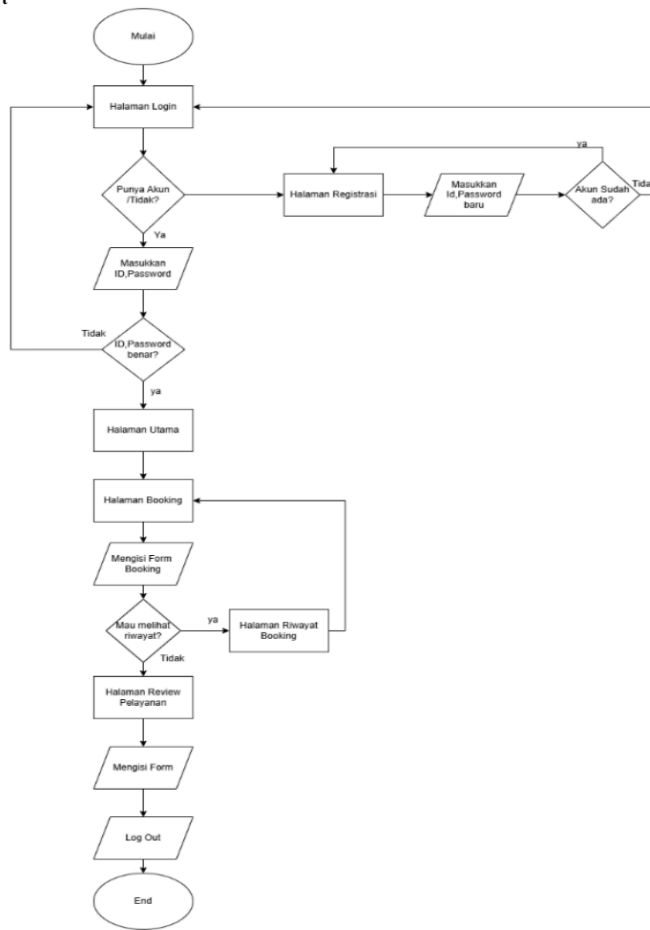 Mulai
Halaman Login
Punya Akun
/Tidak?
Halaman Registrasi
Masukkan
Id,Password
baru
ya
Akun Sudah
ada?
Tida
Ya
Masukkan
ID,Password
Tidak
ID,Password
benar?
ya
Halaman Utama
Halaman Booking
Mengisi Form
Booking
Mau melihat
riwayat?
ya
Halaman Riwayat
Booking
Tidak
Halaman Review
Pelayanan
Mengisi Form
Log Out
End